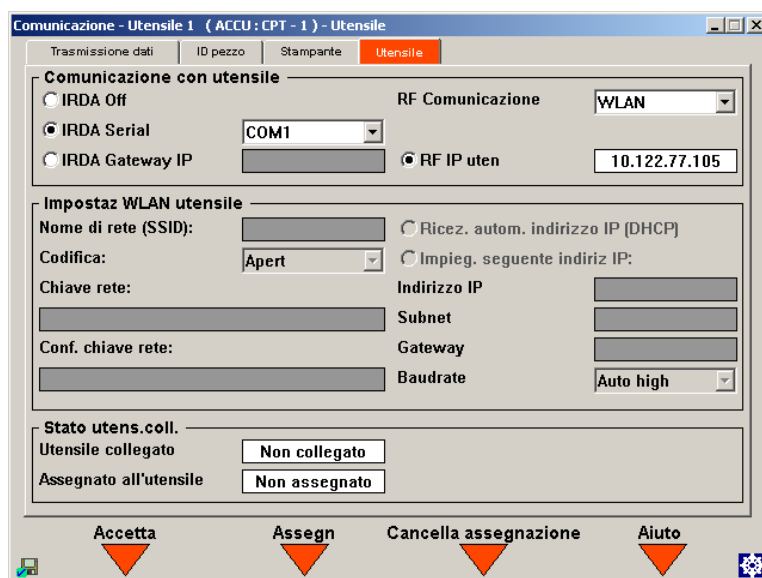 Comunicazione - Utensile 1 ( ACCU : CPT - 1 ) - Utensile
Trasmissione dati ID pezzo Stampante Utensile
Comunicazione con utensile
IRDA Off RF Comunicazione WLAN
IRDA Serial COM1
IRDA Gateway IP RF IP uten 10.122.77.105
Impostaz WLAN utensile
Nome di rete (SSID): Ricez. autom. indirizzo IP (DHCP)
Codifica: Apert Impieg. seguente indiriz IP:
Chiave rete: Indirizzo IP
Subnet
Conf. chiave rete: Gateway
Baudrate Auto high
Stato utens.coll.
Utensile collegato Non collegato
Assegnato all'utensile Non assegnato
Accetta Assegn Cancella assegnazione Aiuto